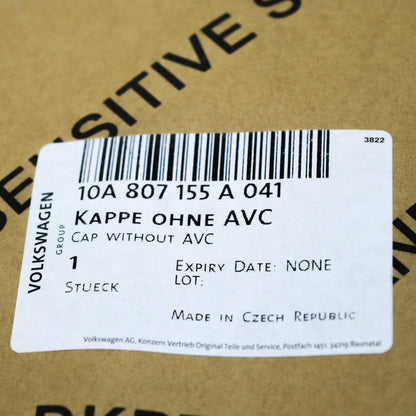 SENSITIVE S
3822
VOLKSWAGEN
GROUP
10A 807 155 A 041
KAPPE OHNE AVC
CAP WITHOUT AVC
1
STUECK
EXPIRY DATE: NONE
LOT:
MADE IN CZECH REPUBLIC
Volkswagen AG, Konzern Vertrieb Original Teile und Service, Postfach 1451, 34219 Baunatal